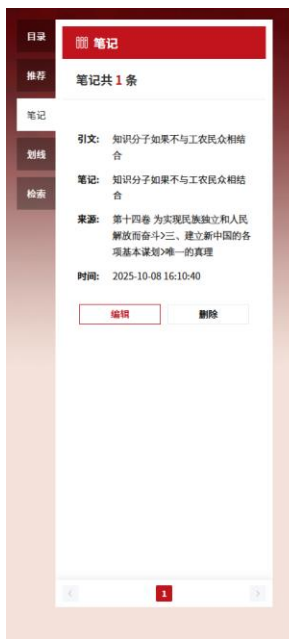 目录
推荐
笔记
划线
检索
笔记
笔记共 1 条
引文: 知识分子如果不与工农民众相结
合
笔记: 知识分子如果不与工农民众相结
合
来源: 第十四卷 为实现民族独立和人民
解放而奋斗>三、建立新中国的各
项基本谋划>唯一的真理
时间: 2025-10-08 16:10:40
编辑 删除
< 1 >